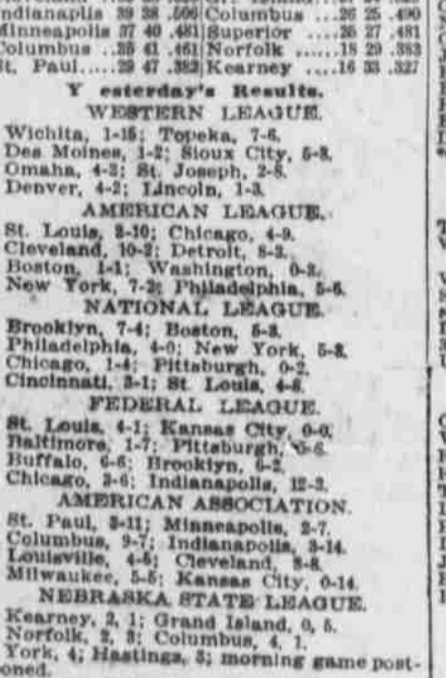 Indianaplis 39 38 .506 Columbus ...26 25 .490
Minneapolis 37 40 .481 Superior ....26 27 .481
Columbus ..35 41 .461 Norfolk .....18 29 .383
St. Paul.....29 47 .382 Kearney ....16 33 .327
Yesterday's Results.
WESTERN LEAGUE.
Wichita, 1-15; Topeka, 7-6.
Des Moines, 1-2; Sioux City, 5-8.
Omaha, 4-2; St. Joseph, 2-8.
Denver, 4-2; Lincoln, 1-3.
AMERICAN LEAGUE.
St. Louis, 8-10; Chicago, 4-9.
Cleveland, 10-2; Detroit, 8-3.
Boston, 1-1; Washington, 0-3.
New York, 7-2; Philadelphia, 5-6.
NATIONAL LEAGUE.
Brooklyn, 7-4; Boston, 5-3.
Philadelphia, 4-0; New York, 5-3.
Chicago, 1-4; Pittsburgh, 0-2.
Cincinnati, 3-1; St. Louis, 4-8.
FEDERAL LEAGUE.
St. Louis, 4-1; Kansas City, 0-0.
Baltimore, 1-7; Pittsburgh, 5-6.
Buffalo, 6-6; Brooklyn, 6-2.
Chicago, 3-6; Indianapolis, 12-3.
AMERICAN ASSOCIATION.
St. Paul, 3-11; Minneapolis, 2-7.
Columbus, 9-7; Indianapolis, 3-14.
Louisville, 4-5; Cleveland, 3-8.
Milwaukee, 5-5; Kansas City, 0-14.
NEBRASKA STATE LEAGUE.
Kearney, 2, 1; Grand Island, 0, 5.
Norfolk, 2, 3; Columbus, 4, 1.
York, 4; Hastings, 3; morning game post-
oned.